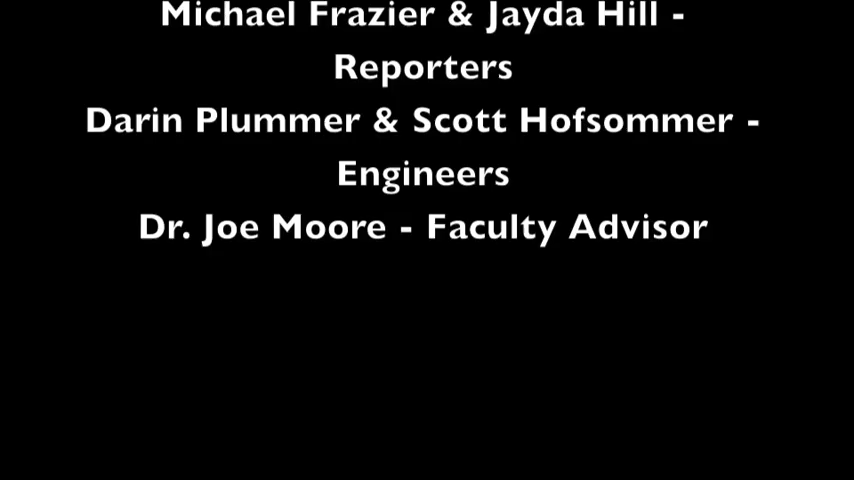 Michael Frazier & Jayda Hill -
Reporters
Darin Plummer & Scott Hofsommer -
Engineers
Dr. Joe Moore - Faculty Advisor